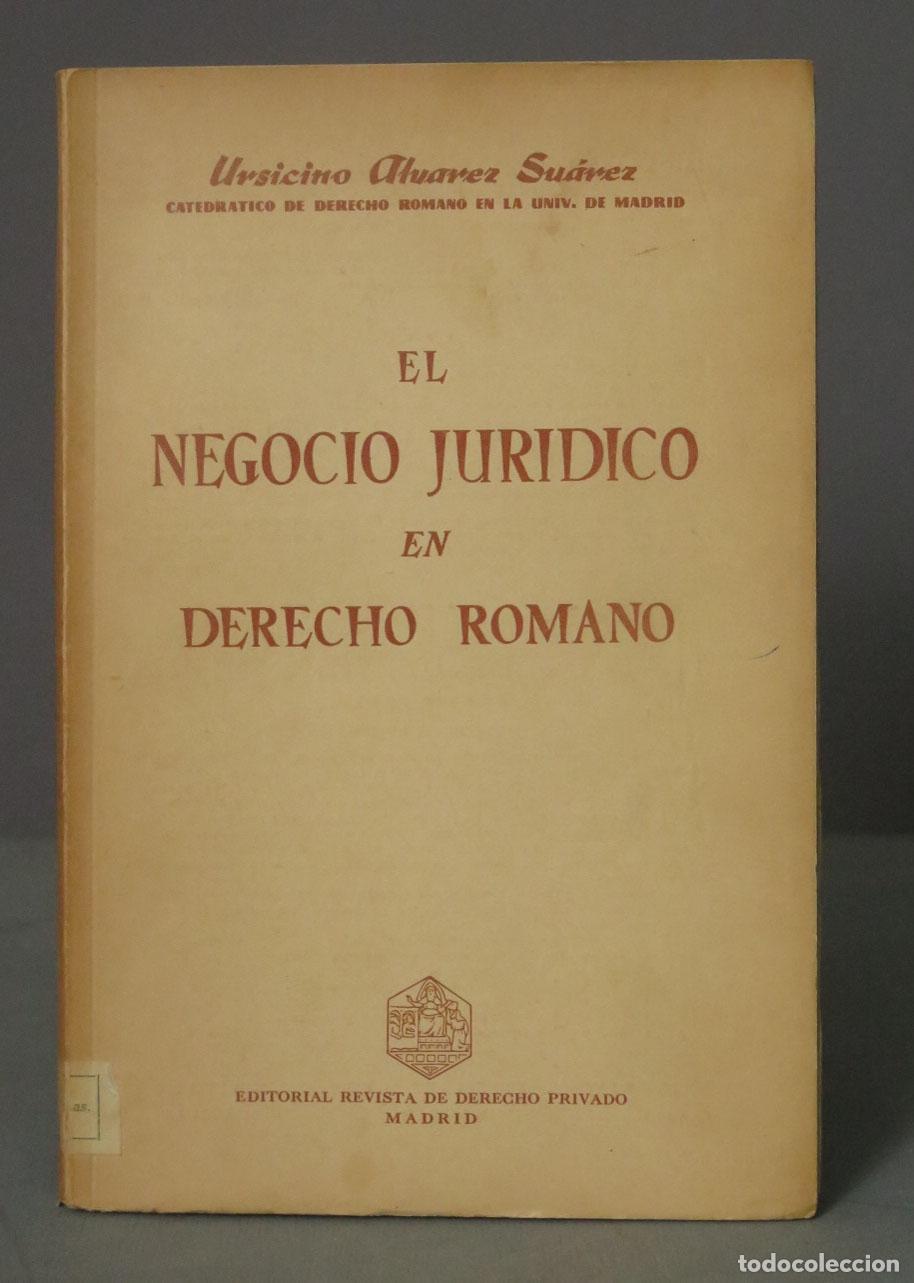 Ursicino Alvarez Suárez
CATEDRATICO DE DERECHO ROMANO EN LA UNIV. DE MADRID
EL
NEGOCIO JURIDICO
EN
DERECHO ROMANO
as.
EDITORIAL REVISTA DE DERECHO PRIVADO
MADRID
todocoleccion